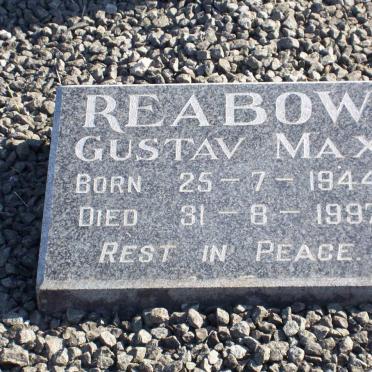 REABOW
GUSTAV MAX
BORN 25-7-1944
DIED 31-8-1997
REST IN PEACE.